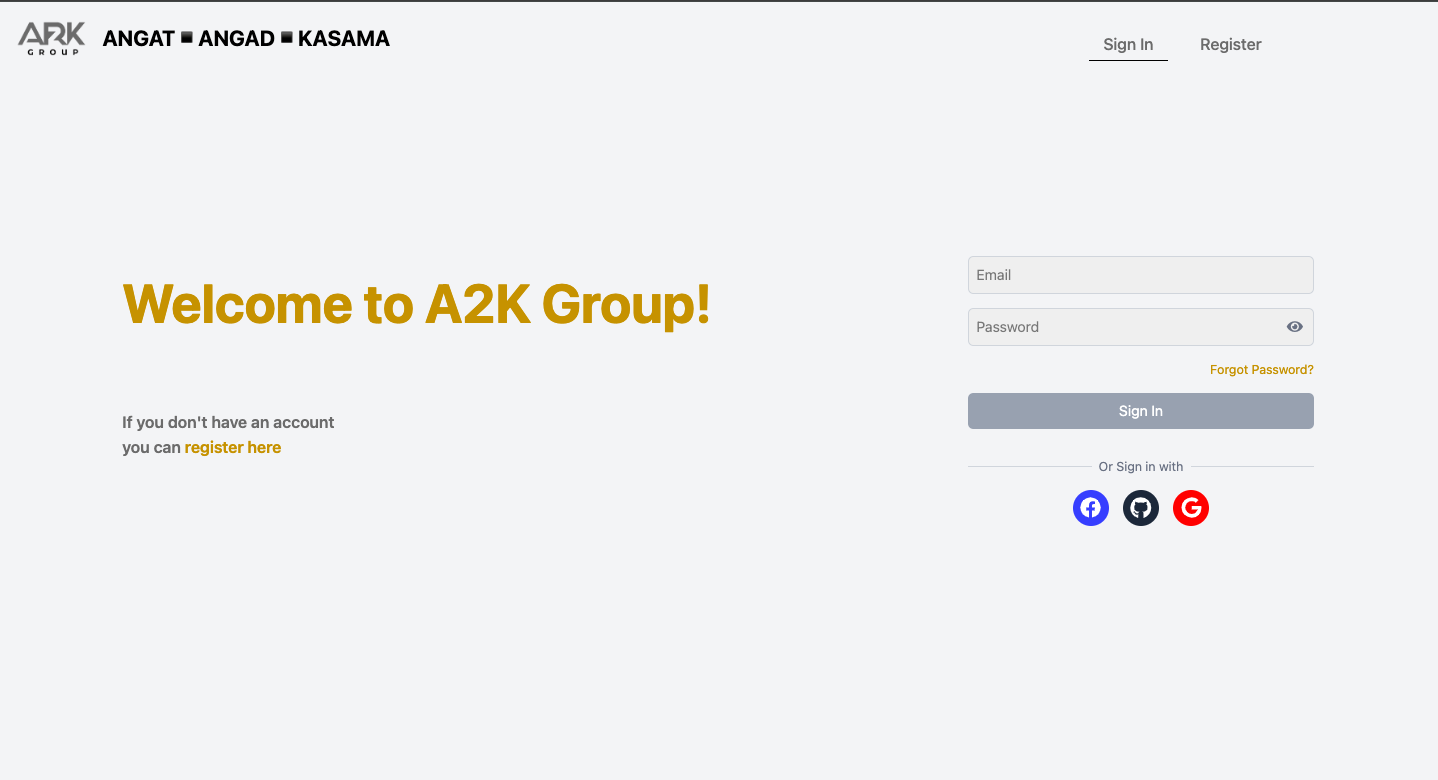 ARK
GROUP
ANGAT▪️ANGAD▪️KASAMA
Sign In
Register
Welcome to A2K Group!
If you don't have an account
you can register here
Email
Password
Forgot Password?
Sign In
Or Sign in with